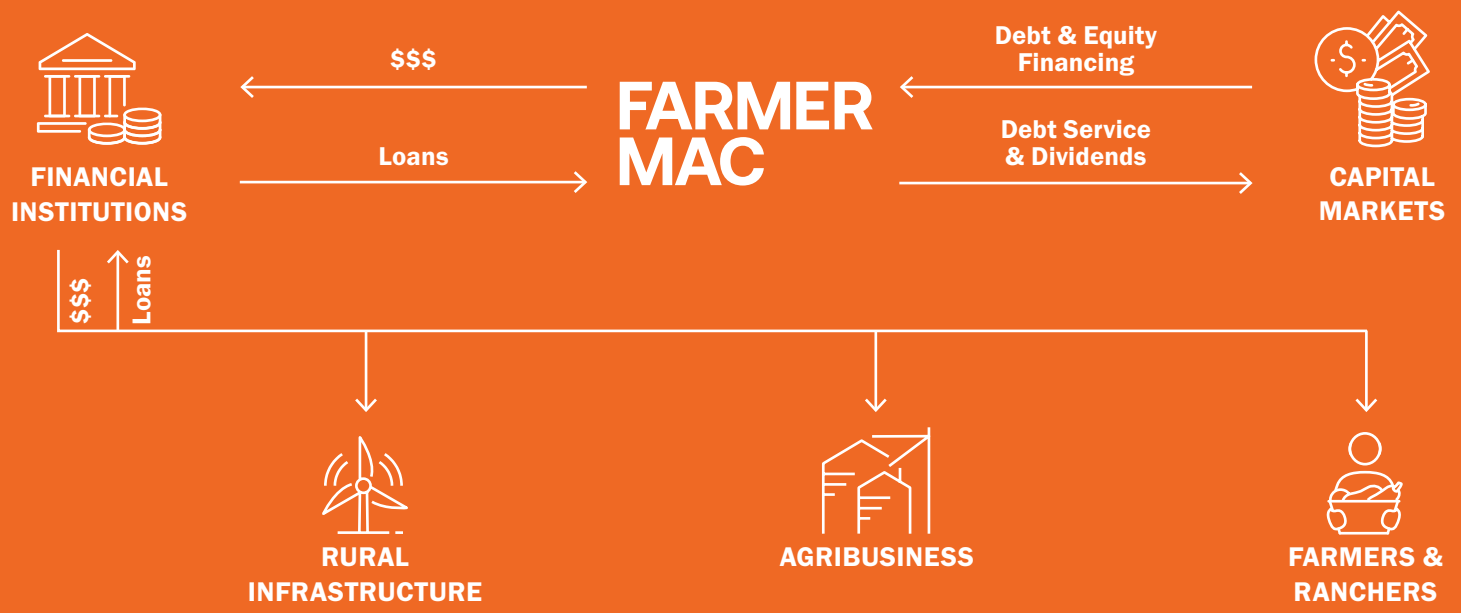 $$$
Debt & Equity
Financing
FARMER
MAC
Loans
Debt Service
& Dividends
$
FINANCIAL
INSTITUTIONS
CAPITAL
MARKETS
$$$
Loans
RURAL
INFRASTRUCTURE
AGRIBUSINESS
FARMERS &
RANCHERS